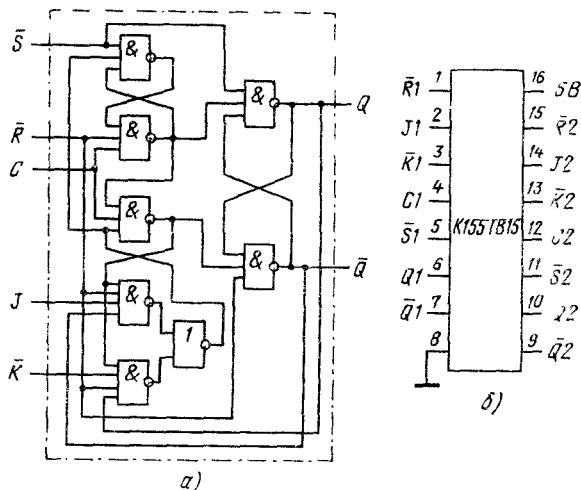 S̅
R̅
C
J
K̅
&
&
&
&
&
1
&
&
Q
Q̅
а)
К155ТВ15
R̅1 1
J1 2
K̅1 3
C1 4
S̅1 5
Q1 6
Q̅1 7
8
16
15
14 J2
13 K̅2
12
11 S̅2
10
9 Q̅2
б)